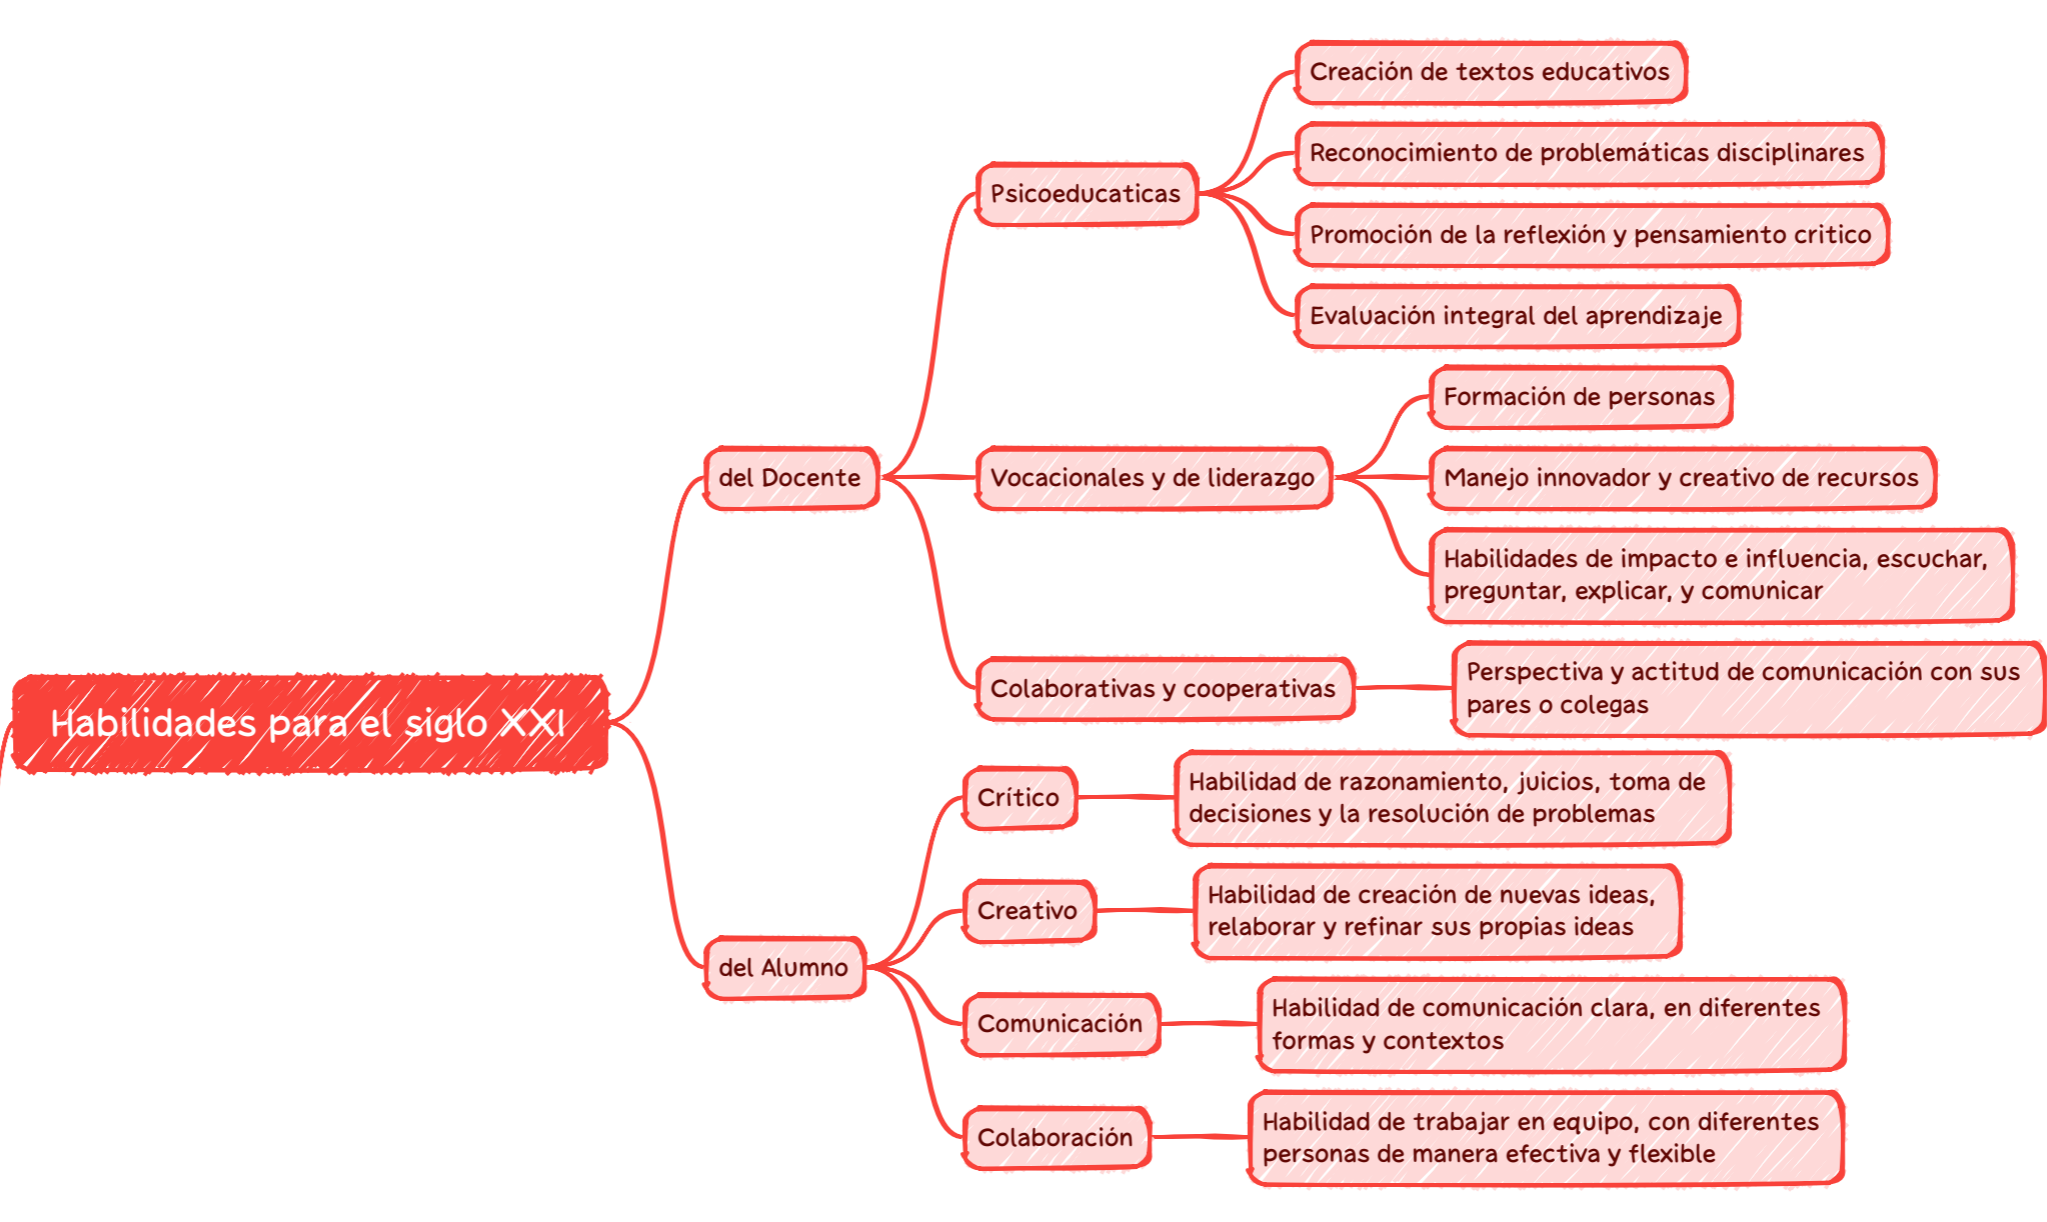 Habilidades para el siglo XXI
del Docente
Psicoeducaticas
Creación de textos educativos
Reconocimiento de problemáticas disciplinares
Promoción de la reflexión y pensamiento critico
Evaluación integral del aprendizaje
Vocacionales y de liderazgo
Formación de personas
Manejo innovador y creativo de recursos
Habilidades de impacto e influencia, escuchar,
preguntar, explicar, y comunicar
Colaborativas y cooperativas
Perspectiva y actitud de comunicación con sus
pares o colegas
del Alumno
Crítico
Habilidad de razonamiento, juicios, toma de
decisiones y la resolución de problemas
Creativo
Habilidad de creación de nuevas ideas,
relaborar y refinar sus propias ideas
Comunicación
Habilidad de comunicación clara, en diferentes
formas y contextos
Colaboración
Habilidad de trabajar en equipo, con diferentes
personas de manera efectiva y flexible